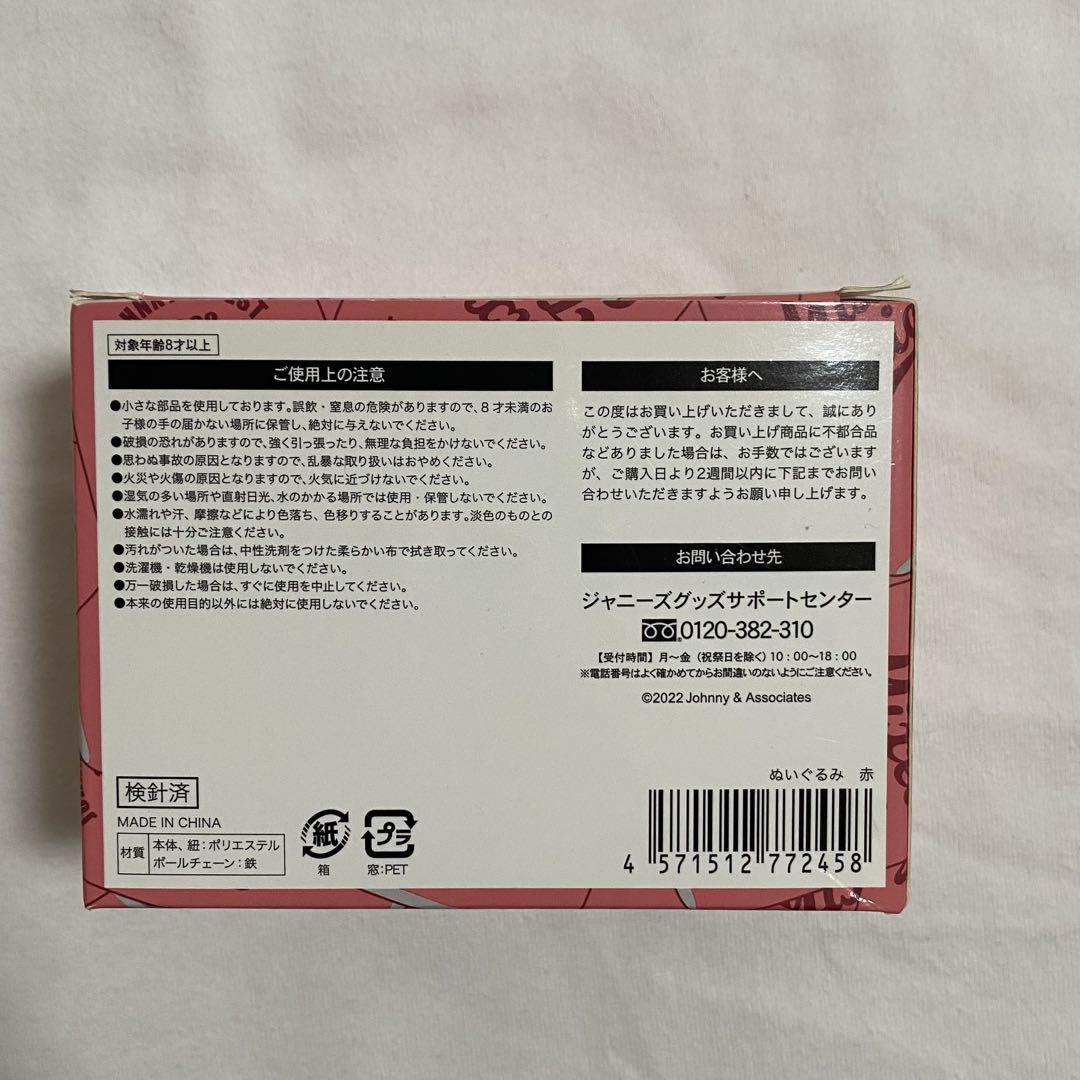 対象年齢8才以上
ご使用上の注意
●小さな部品を使用しております。誤飲・窒息の危険がありますので、8才未満のお
子様の手の届かない場所に保管し、絶対に与えないでください。
●破損の恐れがありますので、強く引っ張ったり、無理な負担をかけないでください。
●思わぬ事故の原因となりますので、乱暴な取り扱いはおやめください。
●火災や火傷の原因となりますので、火気に近づけないでください。
●湿気の多い場所や直射日光、水のかかる場所では使用・保管しないでください。
●水濡れや汗、摩擦などにより色落ち、色移りすることがあります。淡色のものとの
接触には十分ご注意ください。
●汚れがついた場合は、中性洗剤をつけた柔らかい布で拭き取ってください。
●洗濯機・乾燥機は使用しないでください。
●万一破損した場合は、すぐに使用を中止してください。
●本来の使用目的以外には絶対に使用しないでください。
検針済
MADE IN CHINA
材質
本体、紐:ポリエステル
ボールチェーン:鉄
紙
箱
プラ
窓:PET
お客様へ
この度はお買い上げいただきまして、誠にあり
がとうございます。お買い上げ商品に不都合品
などありました場合は、お手数ではございます
が、ご購入日より2週間以内に下記までお問い
合わせいただきますようお願い申し上げます。
お問い合わせ先
ジャニーズグッズサポートセンター
0120-382-310
【受付時間】月〜金（祝祭日を除く）10：00〜18：00
※電話番号はよく確かめてからお間違いのないようにご注意ください。
©2022 Johnny & Associates
ぬいぐるみ 赤
4 571512 772458